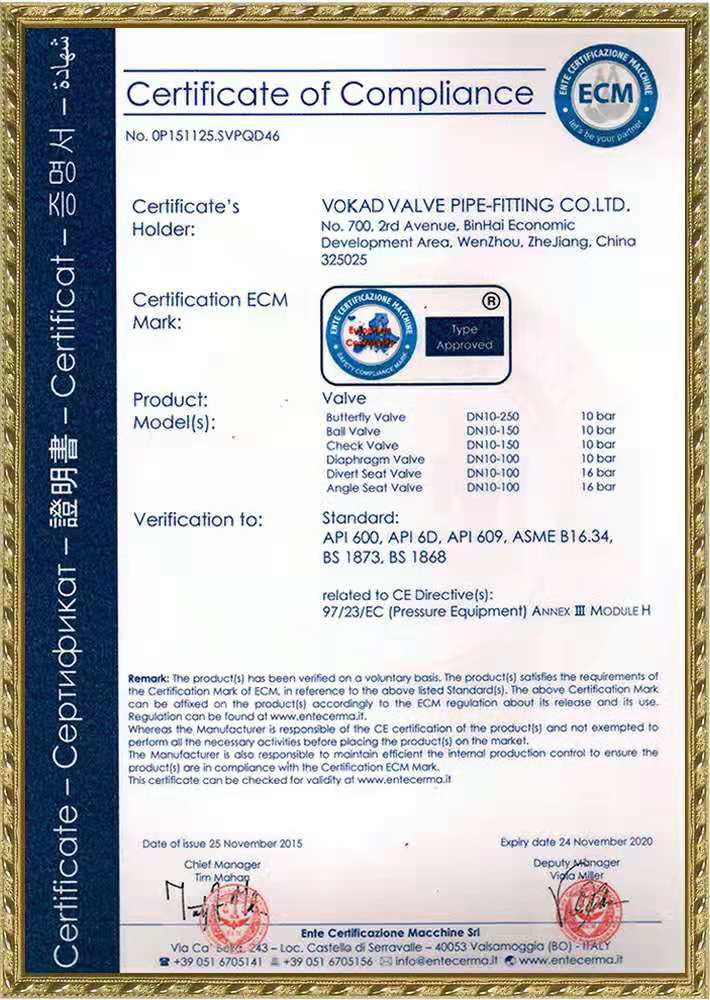 Certificate – Сертификат – 證明書 – Certificat – 증명서 – شهادة
Certificate of Compliance
ENTE CERTIFICAZIONE MACCHINE
ECM
let's be your partner
No. 0P151125.SVPQD46
Certificate's
Holder:
VOKAD VALVE PIPE-FITTING CO.LTD.
No. 700, 2rd Avenue, BinHai Economic
Development Area, WenZhou, ZheJiang, China
325025
Certification ECM
Mark:
ENTE CERTIFICAZIONE MACCHINE
SAFETY COMPLIANCE MARK
®
Type
Approved
Product:
Valve
Model(s):
Butterfly Valve DN10-250 10 bar
Ball Valve DN10-150 10 bar
Check Valve DN10-150 10 bar
Diaphragm Valve DN10-100 10 bar
Divert Seat Valve DN10-100 16 bar
Angle Seat Valve DN10-100 16 bar
Verification to:
Standard:
API 600, API 6D, API 609, ASME B16.34,
BS 1873, BS 1868
related to CE Directive(s):
97/23/EC (Pressure Equipment) ANNEX III MODULE H
Remark: The product(s) has been verified on a voluntary basis. The product(s) satisfies the requirements of
the Certification Mark of ECM, in reference to the above listed Standard(s). The above Certification Mark
can be affixed on the product(s) accordingly to the ECM regulation about its release and its use.
Regulation can be found at www.entecerma.it.
Whereas the Manufacturer is responsible of the CE certification of the product(s) and not exempted to
perform all the necessary activities before placing the product(s) on the market.
The Manufacturer is also responsible to maintain efficient the internal production control to ensure the
product(s) are in compliance with the Certification ECM Mark.
This certificate can be checked for validity at www.entecerma.it
Date of issue 25 November 2015
Expiry date 24 November 2020
Chief Manager
Tim Mahan
Deputy Manager
Viola Miller
Ente Certificazione Macchine Srl
Via Ca' Bella, 243 – Loc. Castello di Serravalle – 40053 Valsamoggia (BO) - ITALY
+39 051 6705141 +39 051 6705156 info@entecerma.it www.entecerma.it